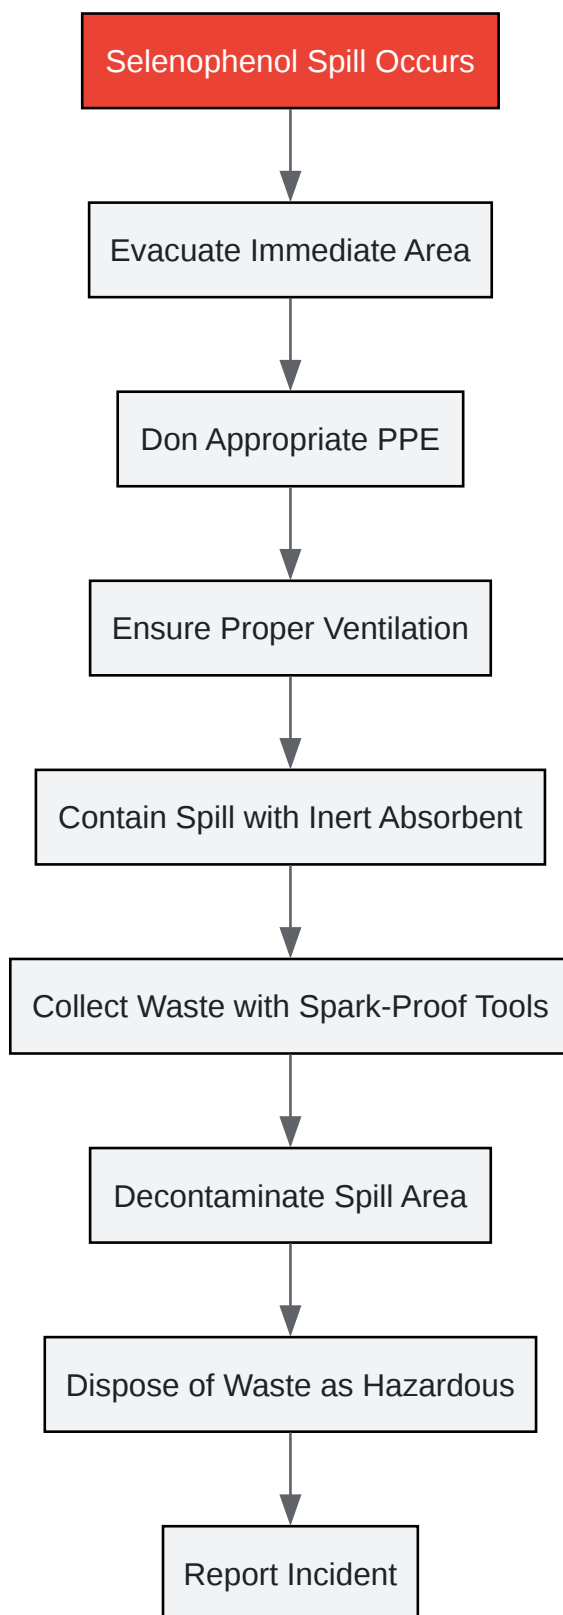 Selenophenol Spill Occurs
Evacuate Immediate Area
Don Appropriate PPE
Ensure Proper Ventilation
Contain Spill with Inert Absorbent
Collect Waste with Spark-Proof Tools
Decontaminate Spill Area
Dispose of Waste as Hazardous
Report Incident